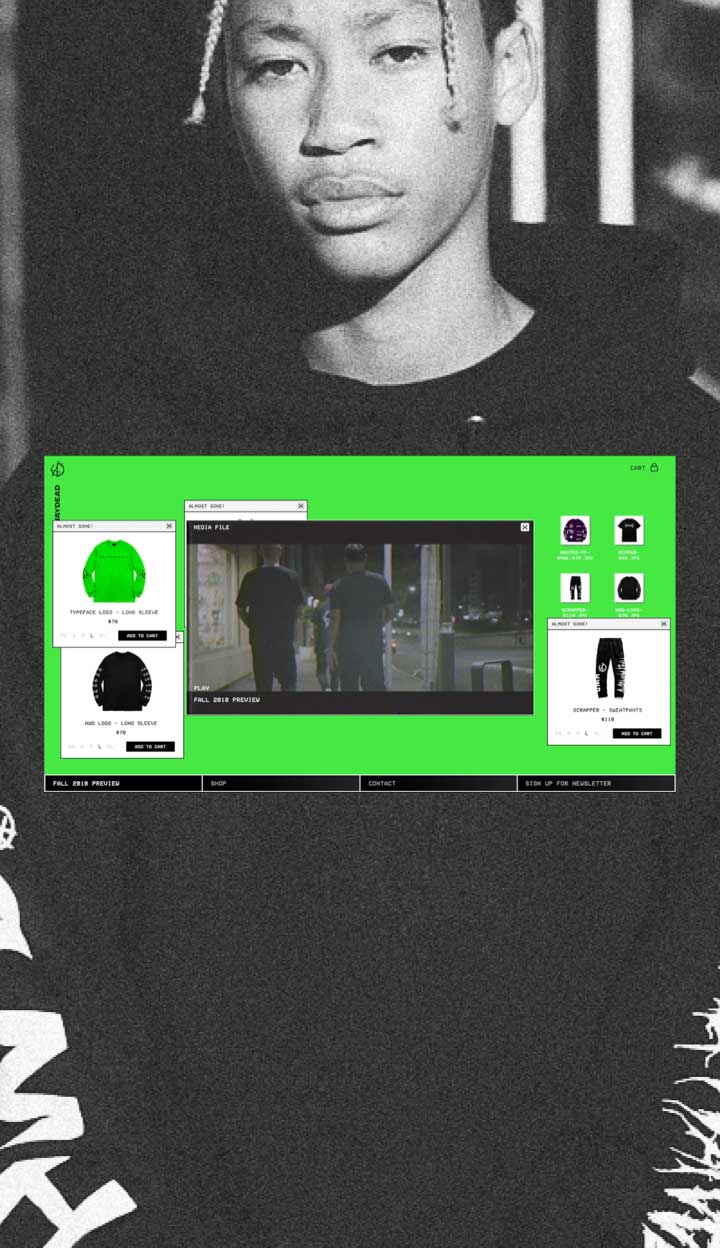 CART
ALMOST GONE!
MEDIA FILE
ALMOST GONE!
TYPEFACE LOGO - LONG SLEEVE
$70
L
ADD TO CART
PLAY
FALL 2018 PREVIEW
HWD LOGO - LONG SLEEVE
$70
L
ADD TO CART
ALMOST GONE!
SCRAPPER - SWEATPANTS
$110
L
ADD TO CART
FALL 2018 PREVIEW
SHOP
CONTACT
SIGN UP FOR NEWSLETTER